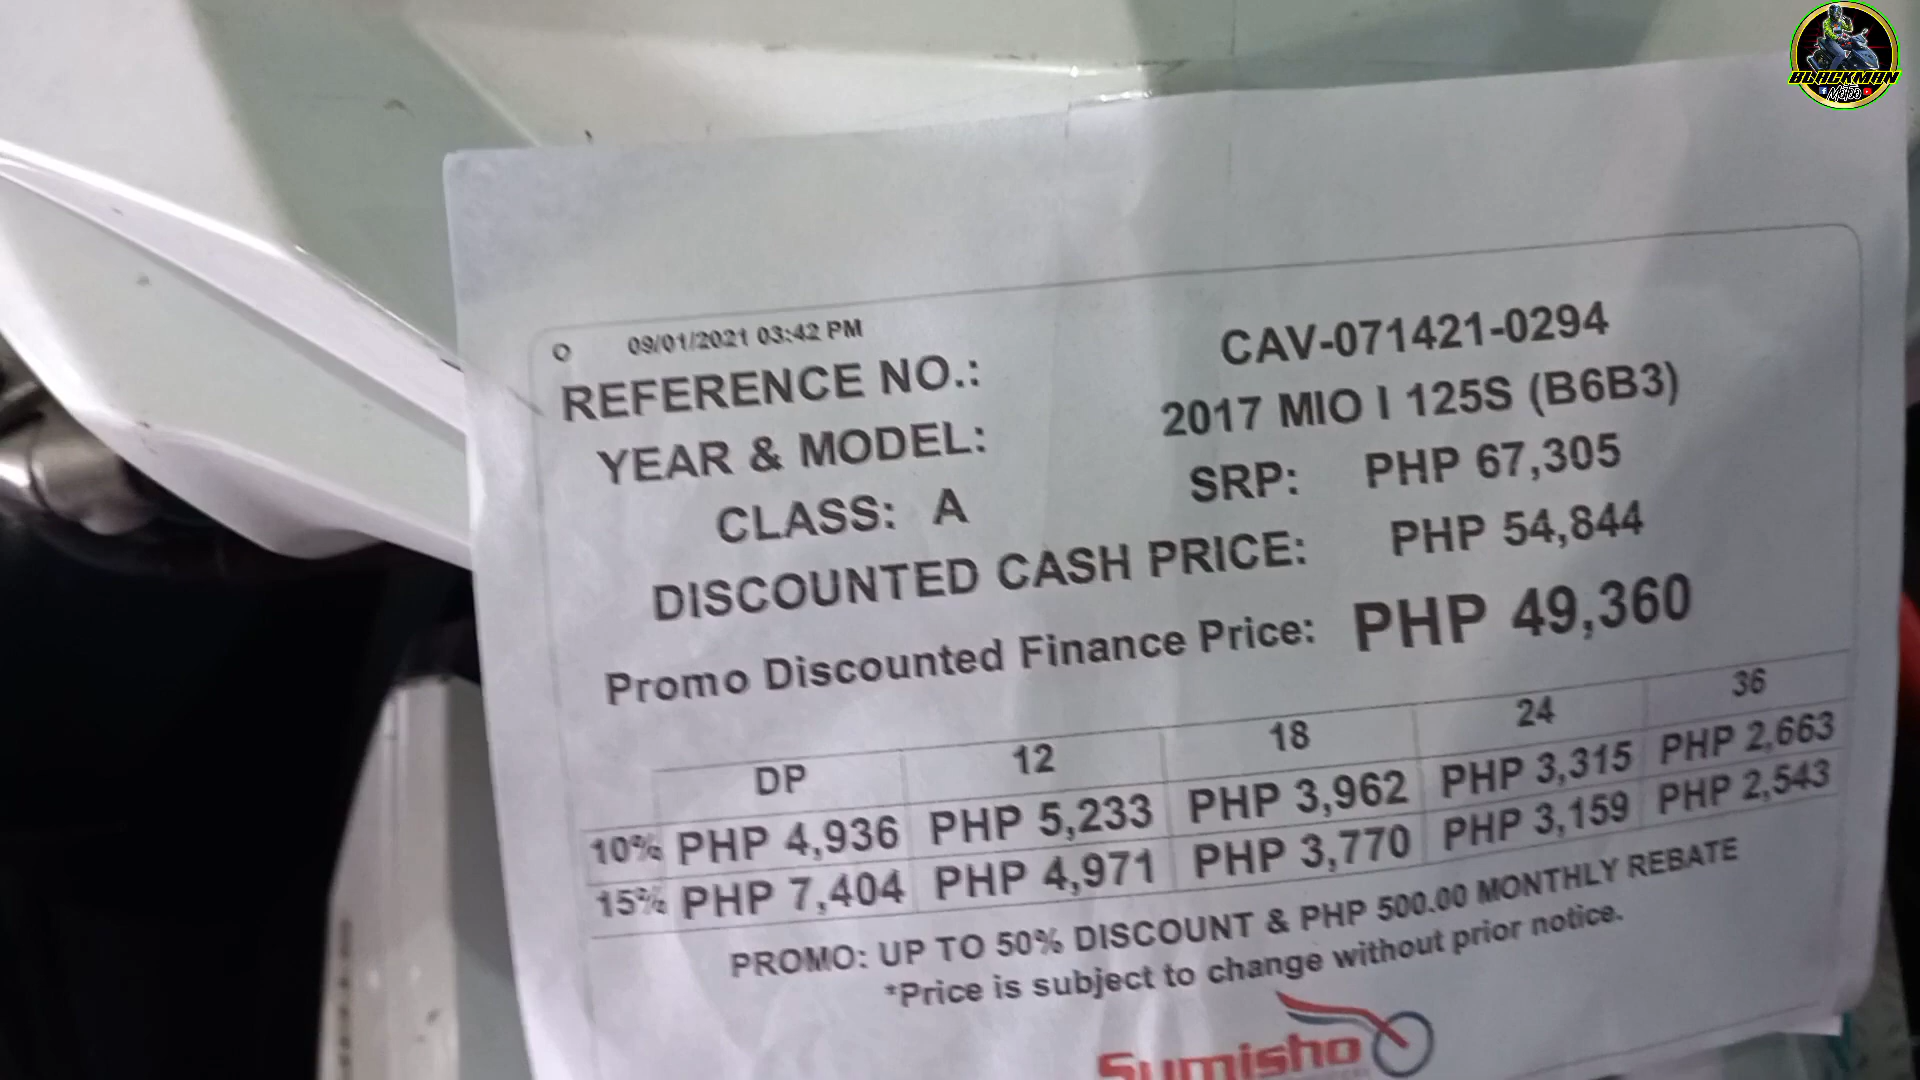 BLACKMAN
MOTO
O 09/01/2021 03:42 PM
REFERENCE NO.: CAV-071421-0294
YEAR & MODEL: 2017 MIO I 125S (B6B3)
CLASS: A SRP: PHP 67,305
DISCOUNTED CASH PRICE: PHP 54,844
Promo Discounted Finance Price: PHP 49,360
DP 12 18 24 36
10% PHP 4,936 PHP 5,233 PHP 3,962 PHP 3,315 PHP 2,663
15% PHP 7,404 PHP 4,971 PHP 3,770 PHP 3,159 PHP 2,543
PROMO: UP TO 50% DISCOUNT & PHP 500.00 MONTHLY REBATE
*Price is subject to change without prior notice.
Sumisho